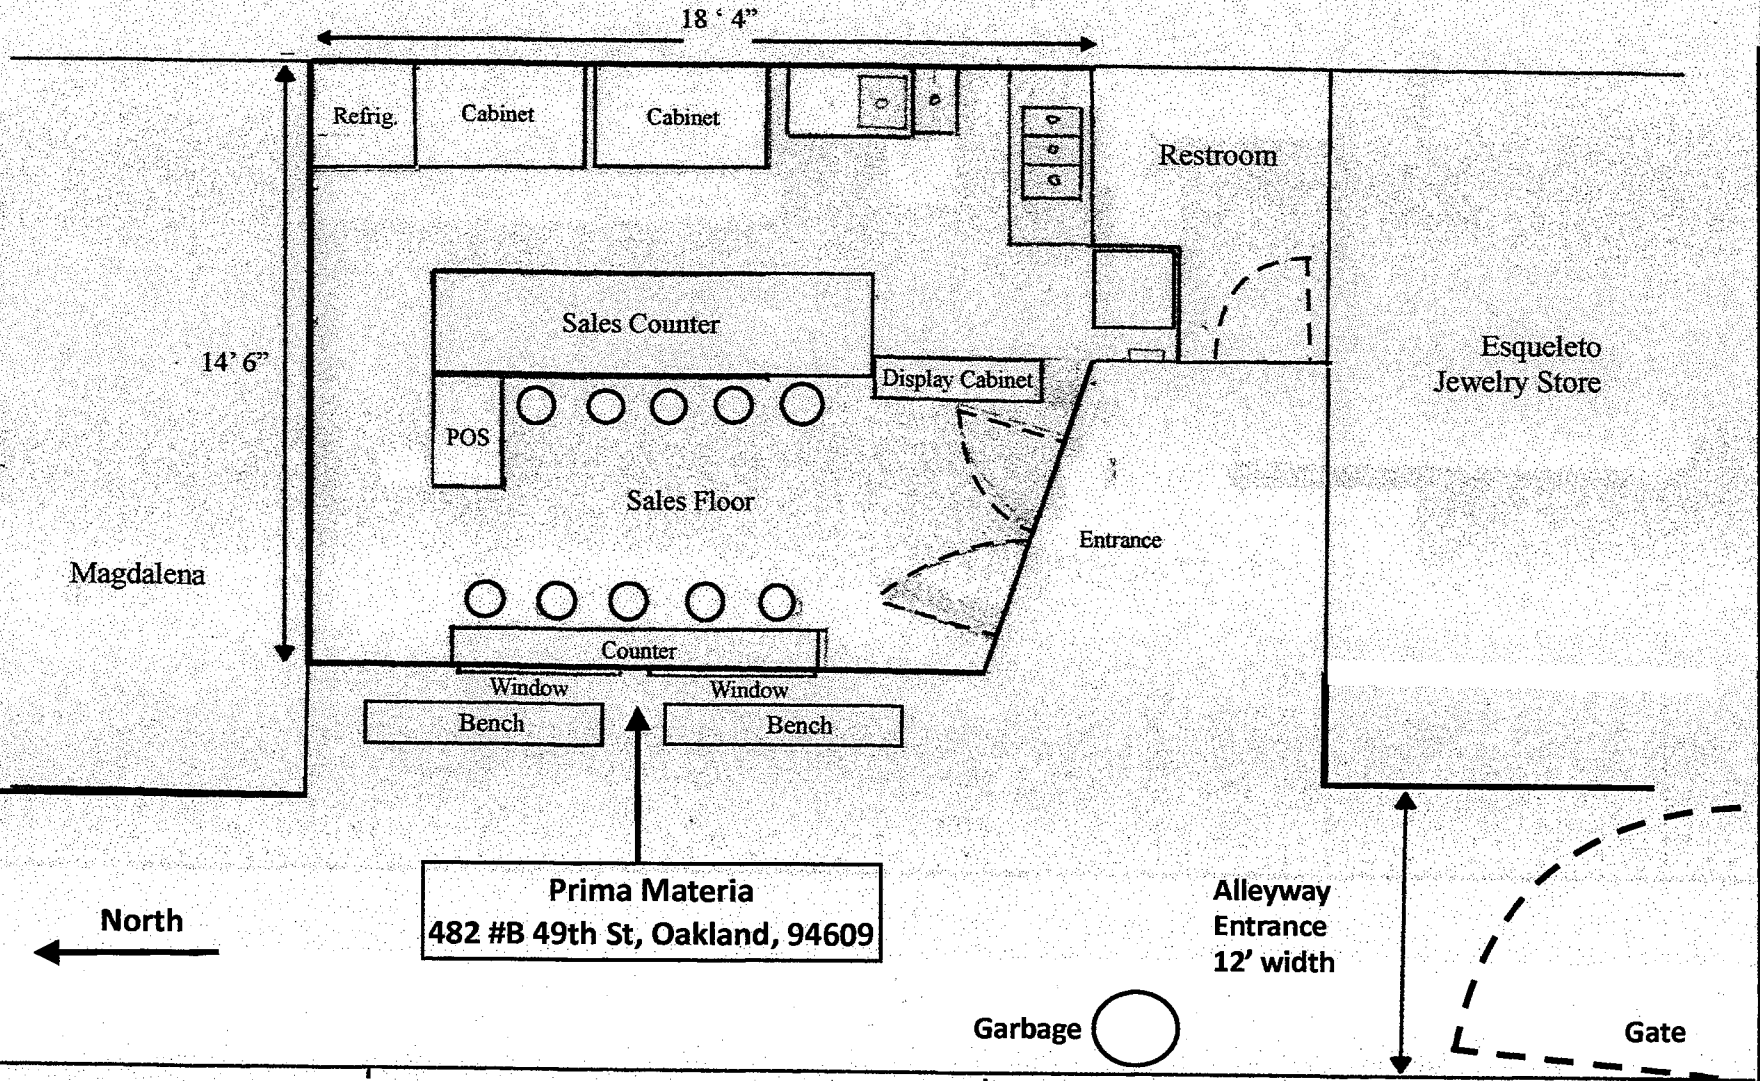 18 ‘ 4”
Refrig.
Cabinet
Cabinet
Restroom
Sales Counter
14’ 6”
Esqueleto
Jewelry Store
Display Cabinet
POS
Sales Floor
Entrance
Magdalena
Counter
Window
Window
Bench
Bench
Prima Materia
482 #B 49th St, Oakland, 94609
North
Alleyway
Entrance
12’ width
Garbage
Gate